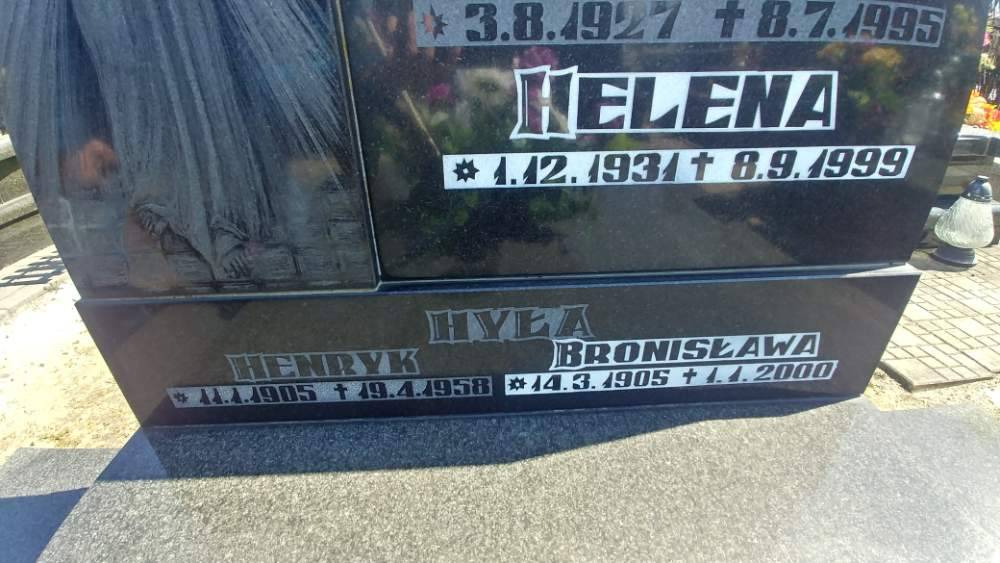 * 3.8.1927 † 8.7.1995
HELENA
* 1.12.1931 † 8.9.1999
HYŁA
HENRYK
* 11.1.1905 † 19.4.1958
BRONISŁAWA
* 14.3.1905 † 1.1.2000